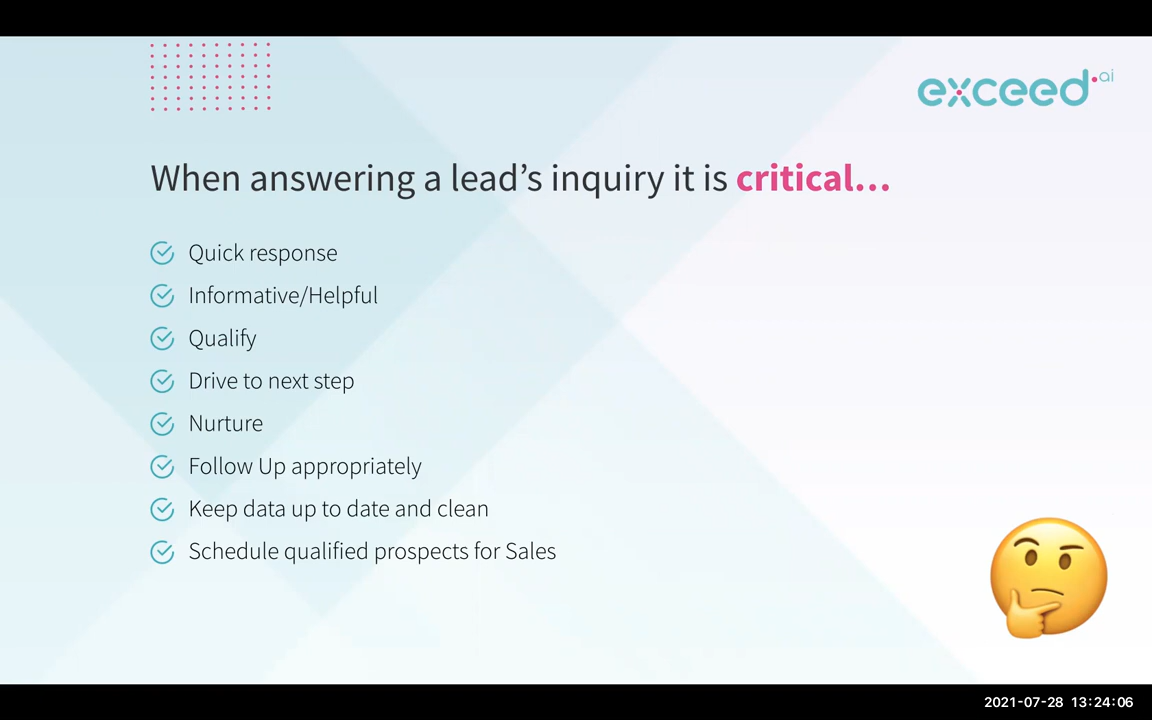 exceed.ai
When answering a lead’s inquiry it is critical...
Quick response
Informative/Helpful
Qualify
Drive to next step
Nurture
Follow Up appropriately
Keep data up to date and clean
Schedule qualified prospects for Sales
2021-07-28 13:24:06